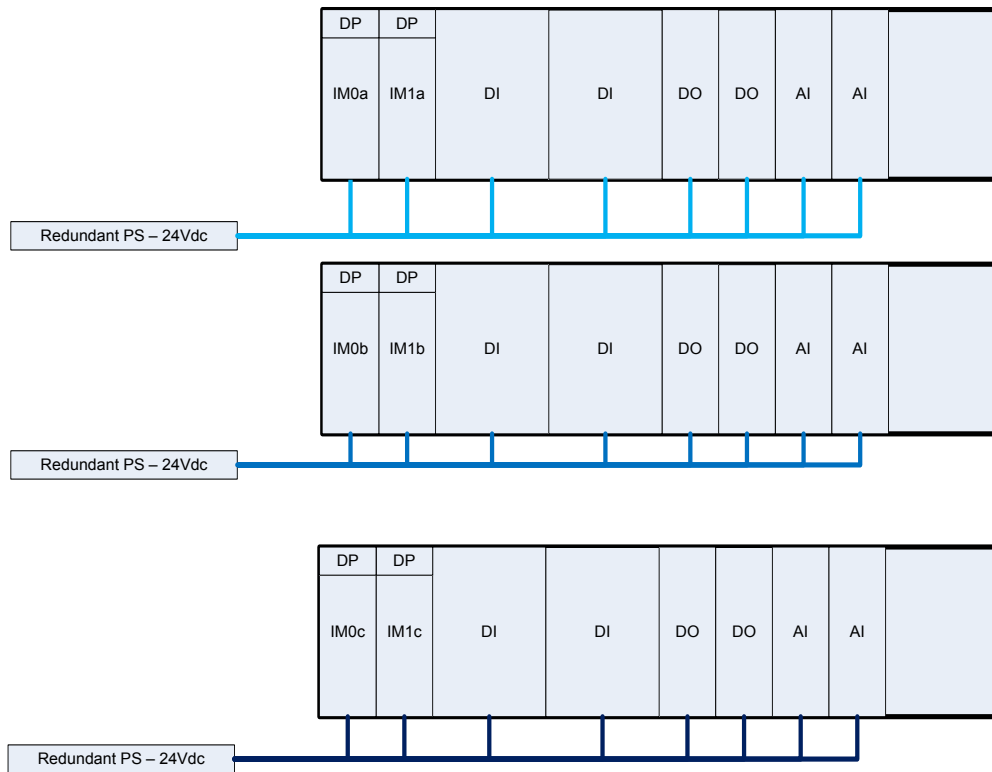 DP DP
IM0a IM1a DI DI DO DO AI AI
Redundant PS – 24Vdc
DP DP
IM0b IM1b DI DI DO DO AI AI
Redundant PS – 24Vdc
DP DP
IM0c IM1c DI DI DO DO AI AI
Redundant PS – 24Vdc